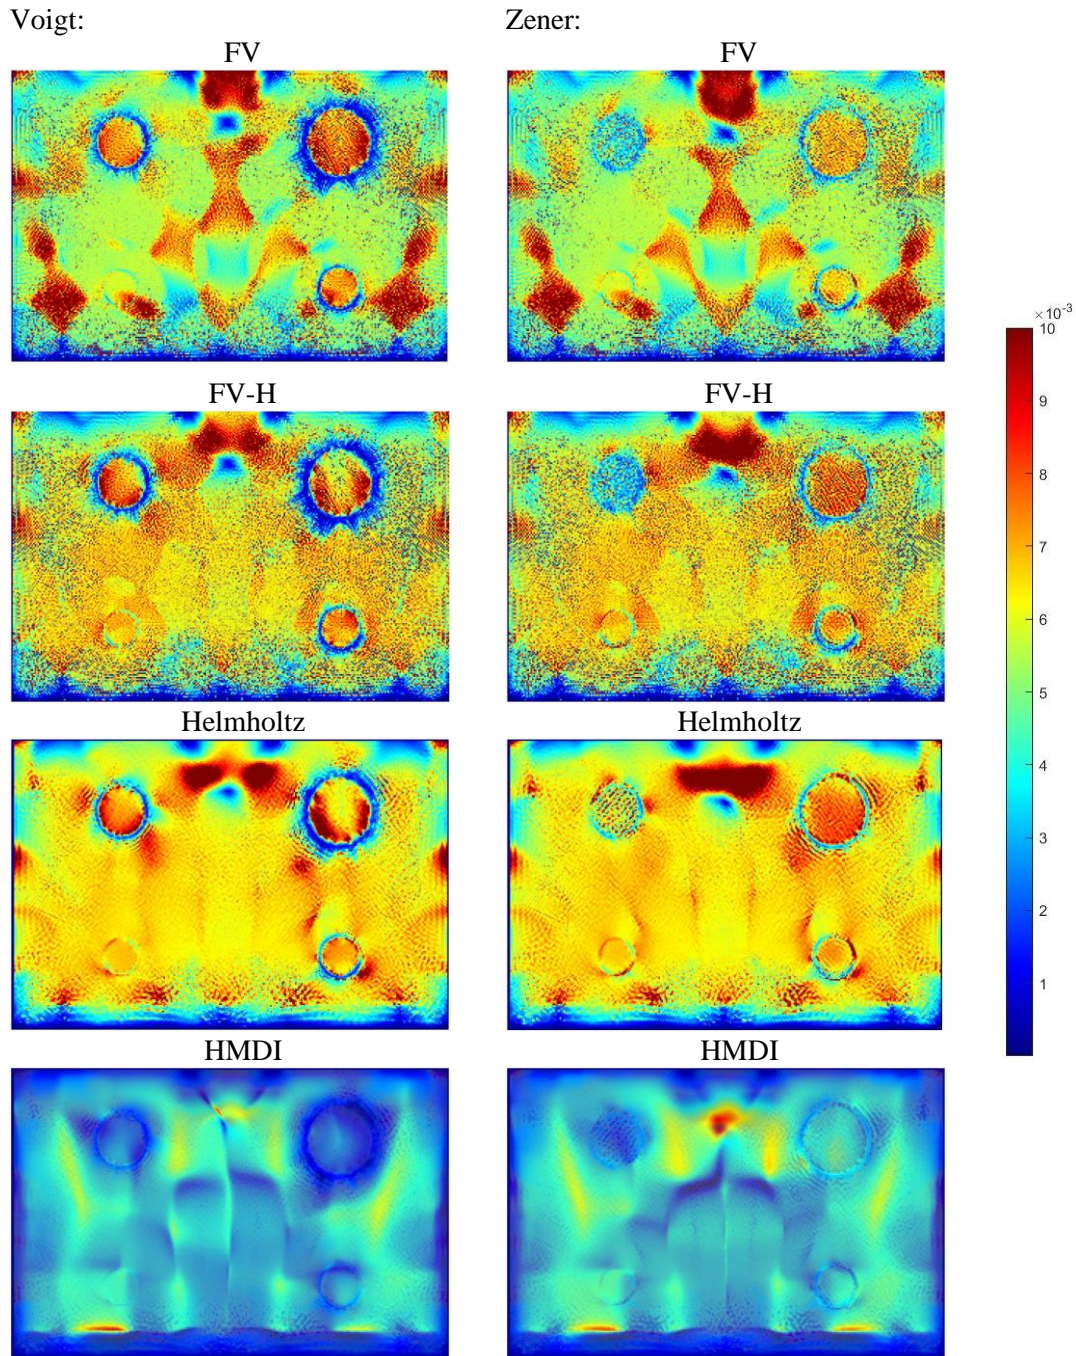 Voigt:
Zener:
FV
FV
FV-H
FV-H
Helmholtz
Helmholtz
HMDI
HMDI
×10⁻³
10
9
8
7
6
5
4
3
2
1